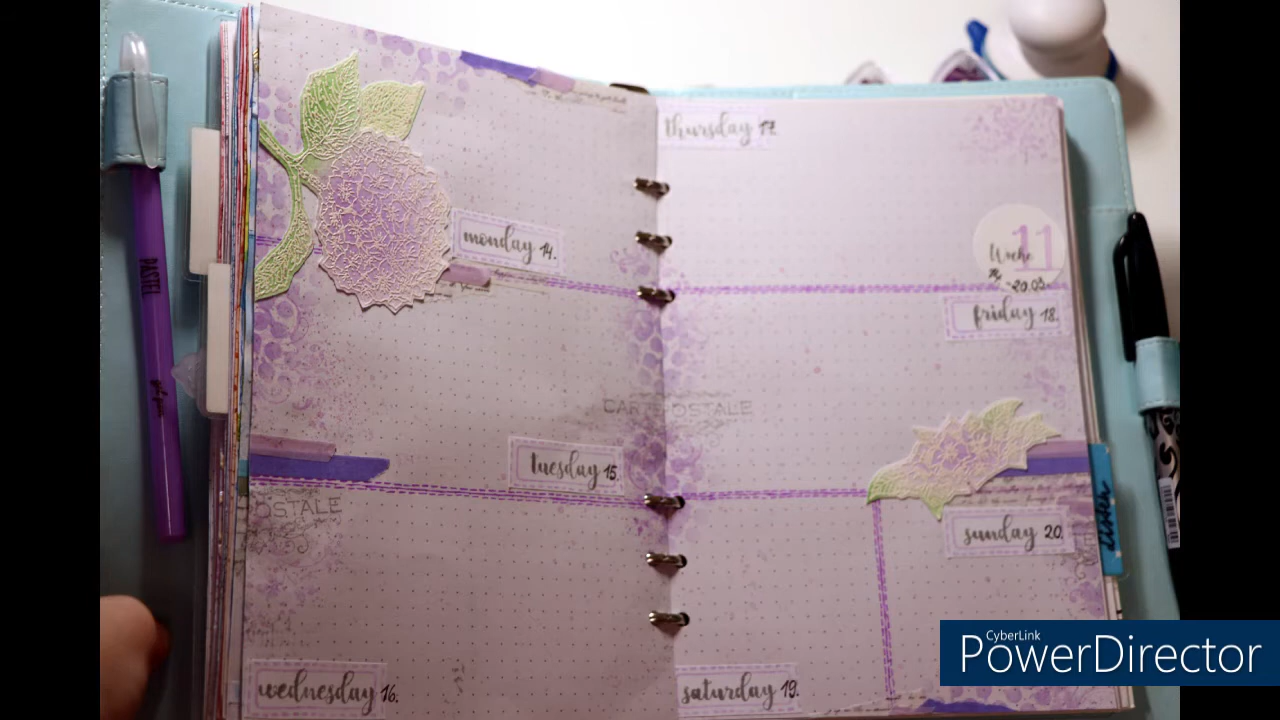 monday 14.
tuesday 15.
POSTALE
wednesday 16.
thursday 17.
11
Woche
-20.03.
friday 18.
CARTE POSTALE
sunday 20.
saturday 19.
PASTEL
CyberLink
PowerDirector